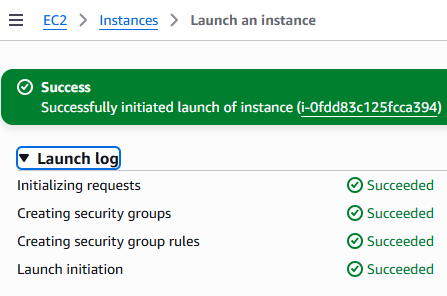 EC2 > Instances > Launch an instance
Success
Successfully initiated launch of instance (i-0fdd83c125fcca394)
Launch log
Initializing requests Succeeded
Creating security groups Succeeded
Creating security group rules Succeeded
Launch initiation Succeeded